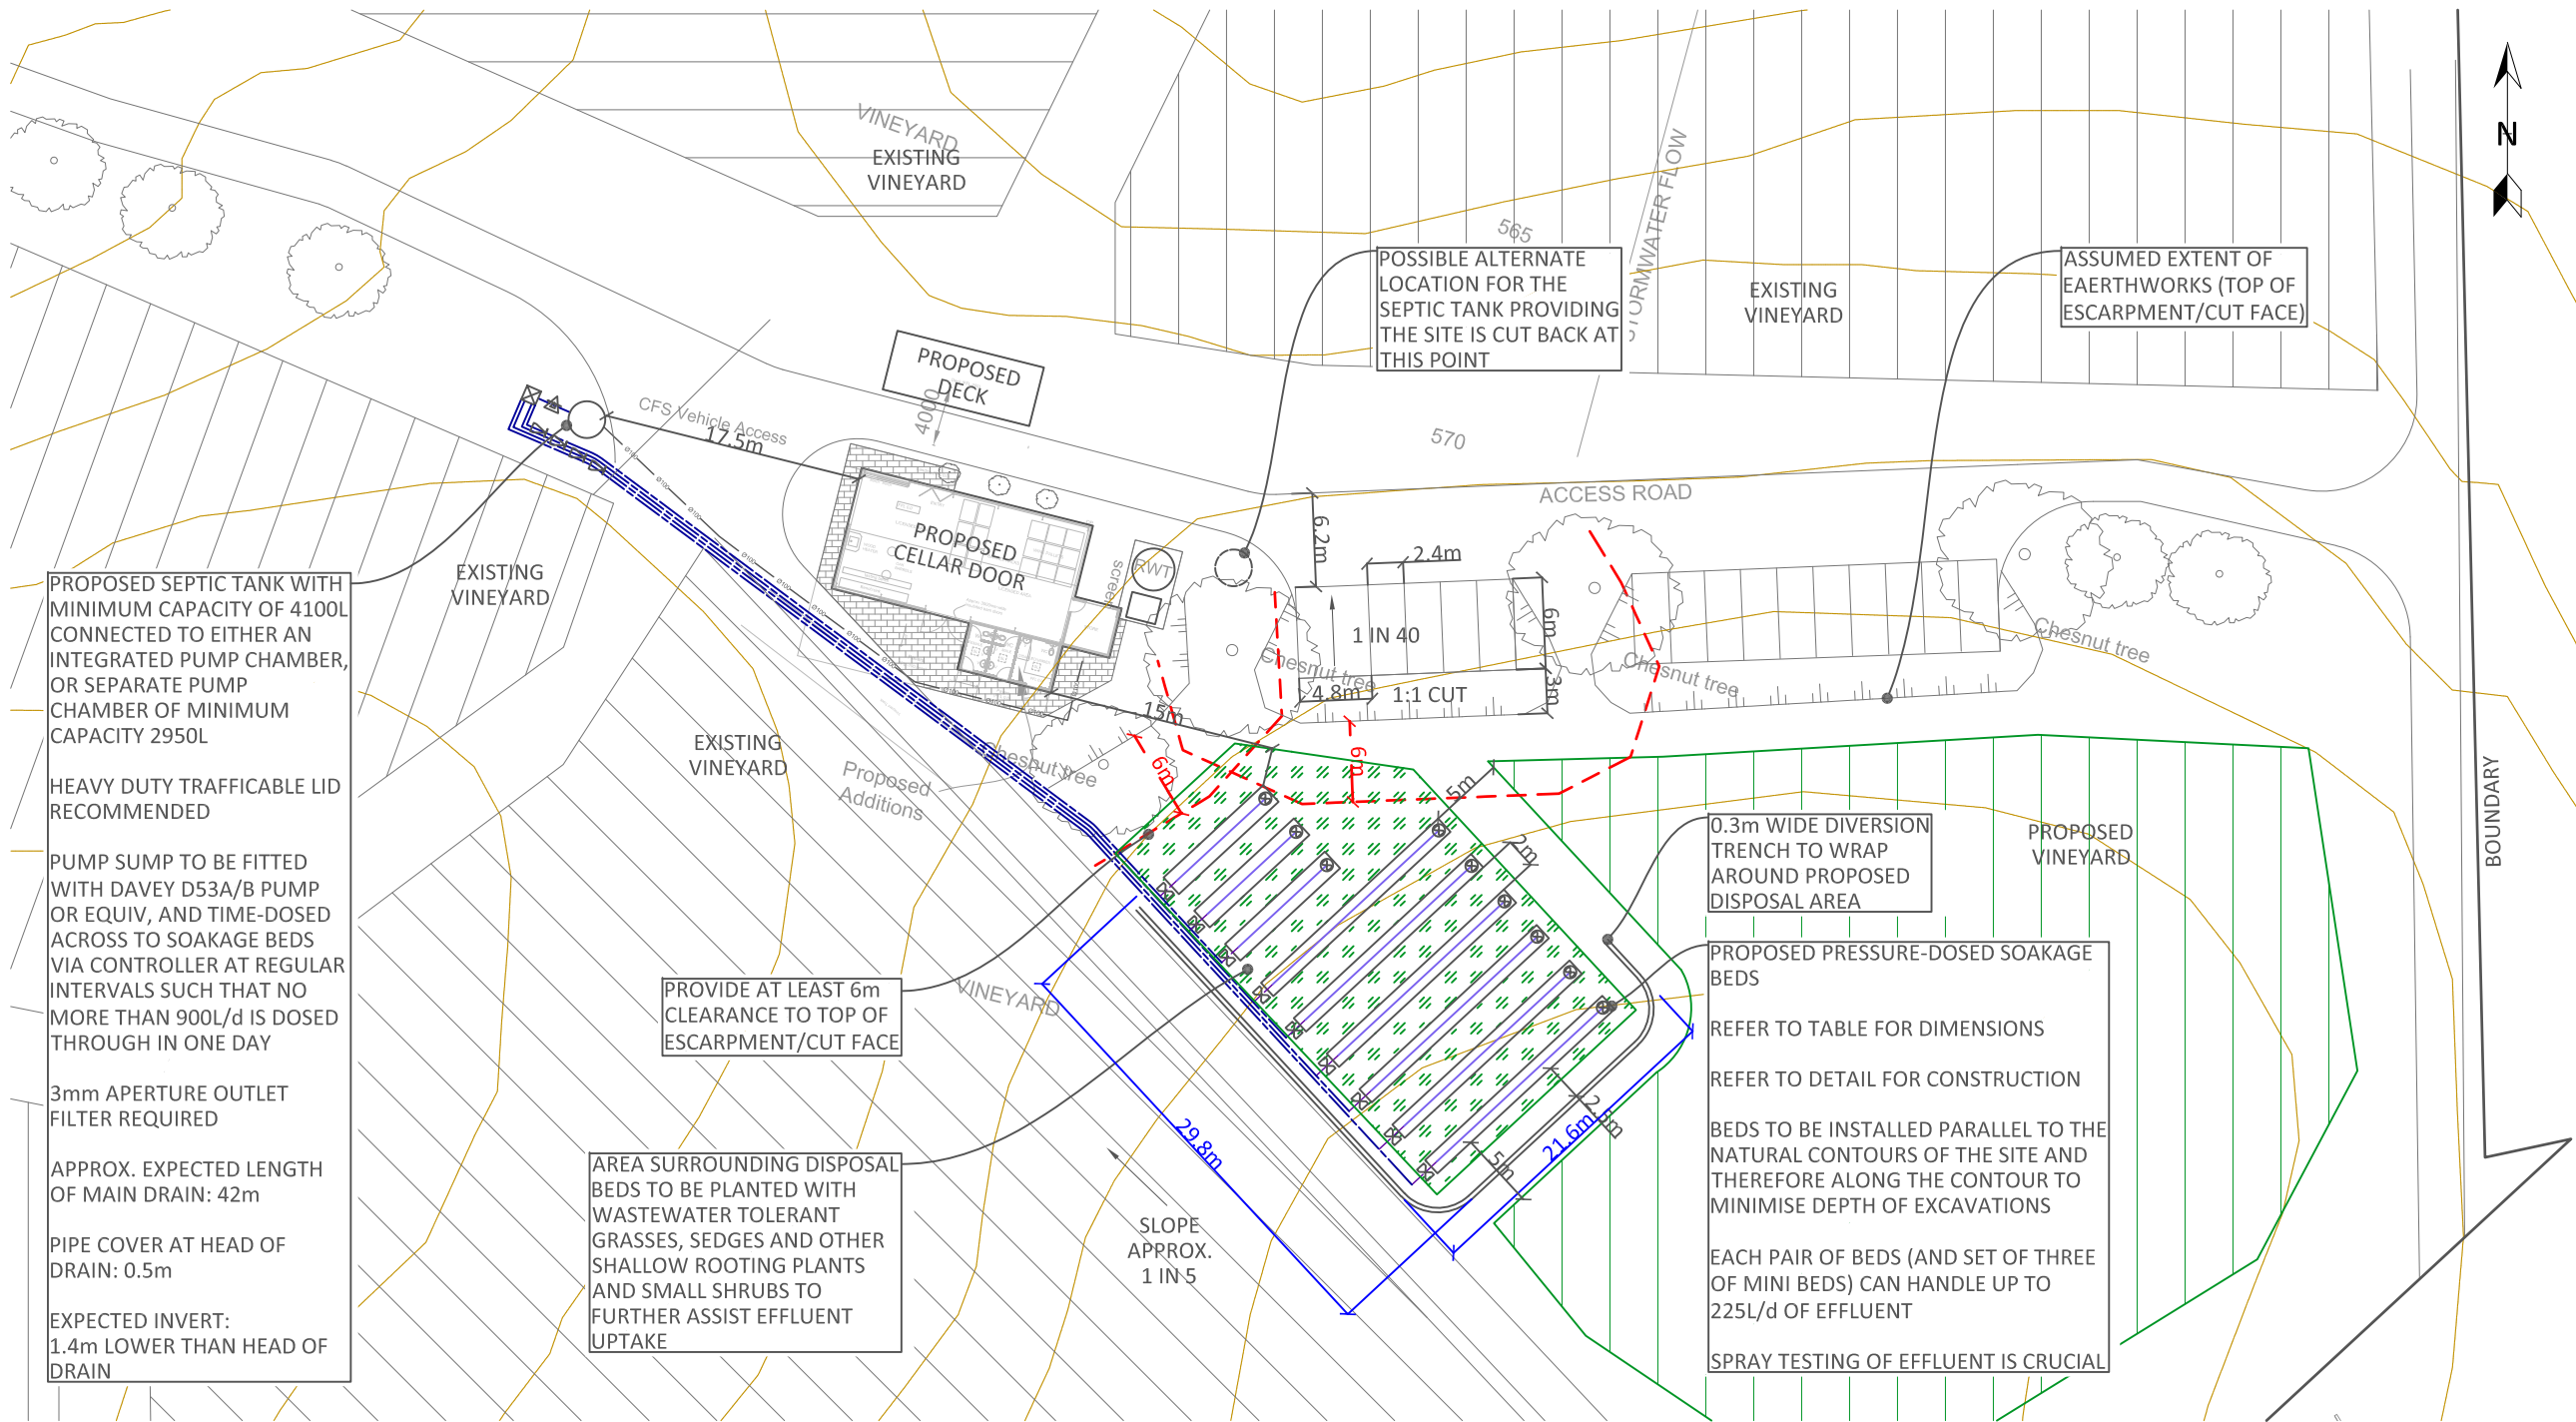 VINEYARD
EXISTING
VINEYARD
N
565
STORMWATER FLOW
POSSIBLE ALTERNATE
LOCATION FOR THE
SEPTIC TANK PROVIDING
THE SITE IS CUT BACK AT
THIS POINT
EXISTING
VINEYARD
ASSUMED EXTENT OF
EAERTHWORKS (TOP OF
ESCARPMENT/CUT FACE)
PROPOSED
DECK
4000
CFS Vehicle Access
17.5m
570
ACCESS ROAD
PROPOSED
CELLAR DOOR
RWT
6.2m
2.4m
1 IN 40
6m
3m
4.8m
1:1 CUT
Chesnut tree
Chesnut tree
Chesnut tree
Chesnut tree
15m
6m
6m
EXISTING
VINEYARD
EXISTING
VINEYARD
Proposed
Additions
PROPOSED SEPTIC TANK WITH
MINIMUM CAPACITY OF 4100L
CONNECTED TO EITHER AN
INTEGRATED PUMP CHAMBER,
OR SEPARATE PUMP
CHAMBER OF MINIMUM
CAPACITY 2950L
HEAVY DUTY TRAFFICABLE LID
RECOMMENDED
PUMP SUMP TO BE FITTED
WITH DAVEY D53A/B PUMP
OR EQUIV, AND TIME-DOSED
ACROSS TO SOAKAGE BEDS
VIA CONTROLLER AT REGULAR
INTERVALS SUCH THAT NO
MORE THAN 900L/d IS DOSED
THROUGH IN ONE DAY
3mm APERTURE OUTLET
FILTER REQUIRED
APPROX. EXPECTED LENGTH
OF MAIN DRAIN: 42m
PIPE COVER AT HEAD OF
DRAIN: 0.5m
EXPECTED INVERT:
1.4m LOWER THAN HEAD OF
DRAIN
5m
2m
0.3m WIDE DIVERSION
TRENCH TO WRAP
AROUND PROPOSED
DISPOSAL AREA
PROPOSED
VINEYARD
BOUNDARY
PROVIDE AT LEAST 6m
CLEARANCE TO TOP OF
ESCARPMENT/CUT FACE
VINEYARD
PROPOSED PRESSURE-DOSED SOAKAGE
BEDS
REFER TO TABLE FOR DIMENSIONS
REFER TO DETAIL FOR CONSTRUCTION
BEDS TO BE INSTALLED PARALLEL TO THE
NATURAL CONTOURS OF THE SITE AND
THEREFORE ALONG THE CONTOUR TO
MINIMISE DEPTH OF EXCAVATIONS
EACH PAIR OF BEDS (AND SET OF THREE
OF MINI BEDS) CAN HANDLE UP TO
225L/d OF EFFLUENT
SPRAY TESTING OF EFFLUENT IS CRUCIAL
29.8m
21.6m
5m
AREA SURROUNDING DISPOSAL
BEDS TO BE PLANTED WITH
WASTEWATER TOLERANT
GRASSES, SEDGES AND OTHER
SHALLOW ROOTING PLANTS
AND SMALL SHRUBS TO
FURTHER ASSIST EFFLUENT
UPTAKE
SLOPE
APPROX.
1 IN 5